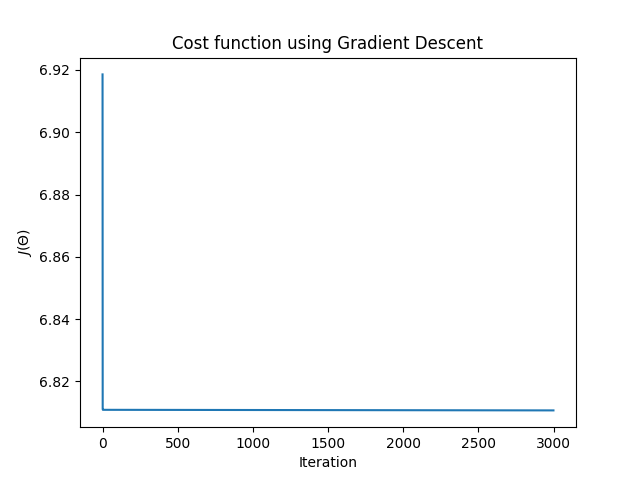 Cost function using Gradient Descent
6.92
6.90
6.88
6.86
6.84
6.82
J(Θ)
0 500 1000 1500 2000 2500 3000
Iteration